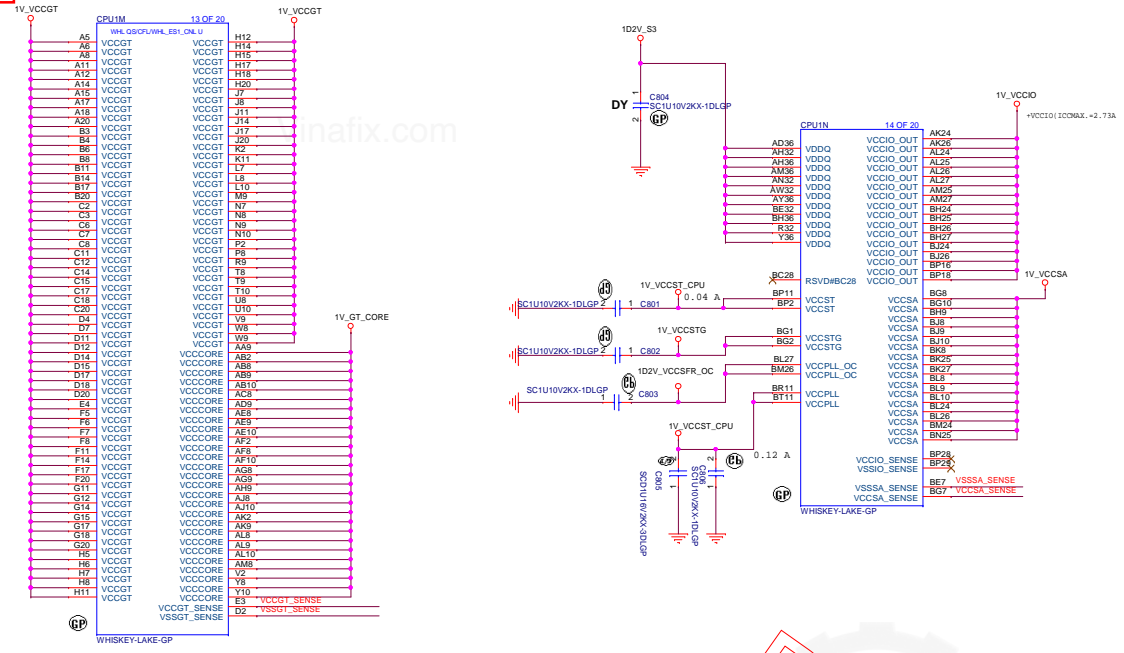 1V_VCCGT
CPU1M 13 OF 20
1V_VCCGT
WHL QS/CFL/WHL_ES1_CNL U
A5 VCCGT VCCGT H12
A6 VCCGT VCCGT H14
A8 VCCGT VCCGT H15
A11 VCCGT VCCGT H17
A12 VCCGT VCCGT H18
A14 VCCGT VCCGT H20
A15 VCCGT VCCGT J7
A17 VCCGT VCCGT J8
A18 VCCGT VCCGT J11
A20 VCCGT VCCGT J14
B3 VCCGT VCCGT J17
B4 VCCGT VCCGT J20
B6 VCCGT VCCGT K2
B8 VCCGT VCCGT K11
B11 VCCGT VCCGT L7
B14 VCCGT VCCGT L8
B17 VCCGT VCCGT L10
B20 VCCGT VCCGT M9
C2 VCCGT VCCGT N7
C3 VCCGT VCCGT N8
C6 VCCGT VCCGT N9
C7 VCCGT VCCGT N10
C8 VCCGT VCCGT P2
C11 VCCGT VCCGT P8
C12 VCCGT VCCGT R9
C14 VCCGT VCCGT T8
C15 VCCGT VCCGT T9
C17 VCCGT VCCGT T10
C18 VCCGT VCCGT U8
C20 VCCGT VCCGT U10
D4 VCCGT VCCGT V9
D7 VCCGT VCCGT W8
D11 VCCGT VCCGT W9
1V_GT_CORE
D12 VCCGT VCCCORE AA9
D14 VCCGT VCCCORE AB2
D15 VCCGT VCCCORE AB8
D17 VCCGT VCCCORE AB9
D18 VCCGT VCCCORE AB10
D20 VCCGT VCCCORE AC8
E4 VCCGT VCCCORE AD9
F5 VCCGT VCCCORE AE8
F6 VCCGT VCCCORE AE9
F7 VCCGT VCCCORE AE10
F8 VCCGT VCCCORE AF2
F11 VCCGT VCCCORE AF8
F14 VCCGT VCCCORE AF10
F17 VCCGT VCCCORE AG8
F20 VCCGT VCCCORE AG9
G11 VCCGT VCCCORE AH9
G12 VCCGT VCCCORE AJ8
G14 VCCGT VCCCORE AJ10
G15 VCCGT VCCCORE AK2
G17 VCCGT VCCCORE AK9
G18 VCCGT VCCCORE AL8
G20 VCCGT VCCCORE AL9
H5 VCCGT VCCCORE AL10
H6 VCCGT VCCCORE AM8
H7 VCCGT VCCCORE V2
H8 VCCGT VCCCORE Y8
H11 VCCGT VCCCORE Y10
VCCGT_SENSE E3 VCCGT_SENSE
VSSGT_SENSE D2 VSSGT_SENSE
GP
WHISKEY-LAKE-GP
1D2V_S3
DY 1 2 C804
SC1U10V2KX-1DLGP
GP
1V_VCCIO
+VCCIO(ICCMAX.=2.73A
CPU1N 14 OF 20
AD36 VDDQ
AH32 VDDQ
AH36 VDDQ
AM36 VDDQ
AN32 VDDQ
AW32 VDDQ
AY36 VDDQ
BE32 VDDQ
BH36 VDDQ
R32 VDDQ
Y36 VDDQ
BC28 RSVD#BC28
BP11 VCCST
BP2 VCCST
BG1 VCCSTG
BG2 VCCSTG
BL27 VCCPLL_OC
BM26 VCCPLL_OC
BR11 VCCPLL
BT11 VCCPLL
VCCIO_OUT AK24
VCCIO_OUT AK26
VCCIO_OUT AL24
VCCIO_OUT AL25
VCCIO_OUT AL26
VCCIO_OUT AL27
VCCIO_OUT AM25
VCCIO_OUT AM27
VCCIO_OUT BH24
VCCIO_OUT BH25
VCCIO_OUT BH26
VCCIO_OUT BH27
VCCIO_OUT BJ24
VCCIO_OUT BJ26
VCCIO_OUT BP16
VCCIO_OUT BP18
1V_VCCSA
VCCSA BG8
VCCSA BG10
VCCSA BH9
VCCSA BJ8
VCCSA BJ9
VCCSA BJ10
VCCSA BK8
VCCSA BK25
VCCSA BK27
VCCSA BL8
VCCSA BL9
VCCSA BL10
VCCSA BL24
VCCSA BL26
VCCSA BM24
VCCSA BN25
VCCIO_SENSE BP28
VSSIO_SENSE BP29
VSSSA_SENSE BE7 VSSSA_SENSE
VCCSA_SENSE BG7 VCCSA_SENSE
GP
WHISKEY-LAKE-GP
GP
1V_VCCST_CPU
0.04 A
SC1U10V2KX-1DLGP 2 1 C801
GP
1V_VCCSTG
SC1U10V2KX-1DLGP 2 1 C802
1D2V_VCCSFR_OC
GP
SC1U10V2KX-1DLGP 1 2 C803
1V_VCCST_CPU
0.12 A
GP
2 1 C805
SCD1U16V2KX-3DLGP
GP
2 1 C806
SC1U10V2KX-1DLGP